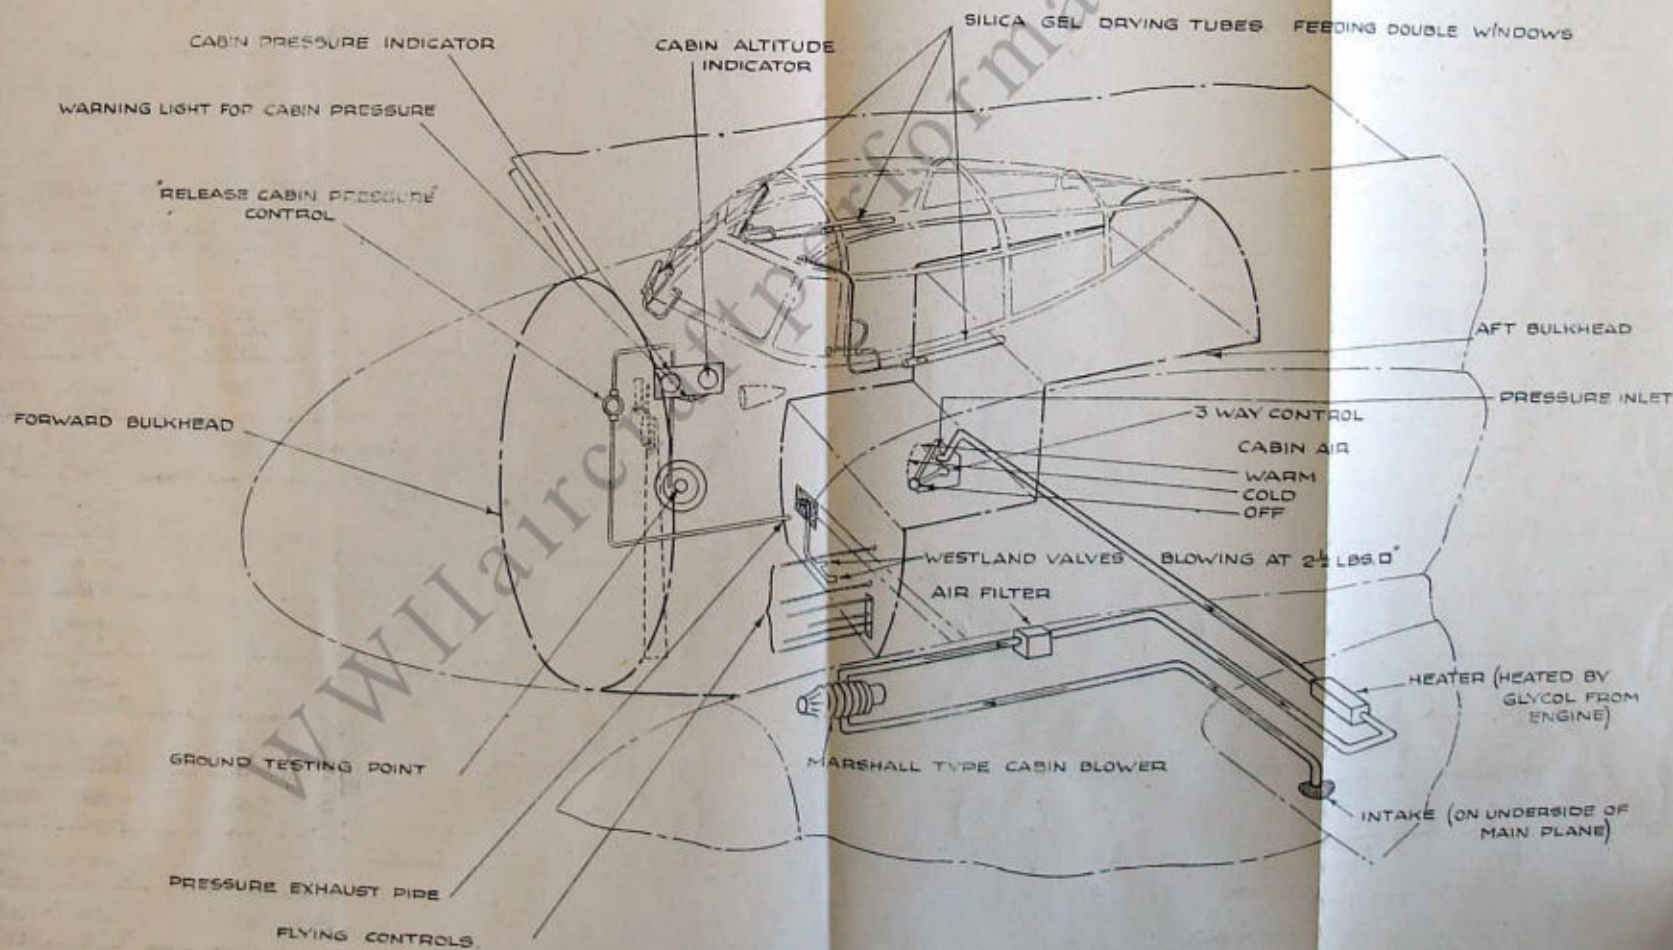 SILICA GEL DRYING TUBES FEEDING DOUBLE WINDOWS
CABIN PRESSURE INDICATOR
CABIN ALTITUDE
INDICATOR
WARNING LIGHT FOR CABIN PRESSURE
"RELEASE CABIN PRESSURE"
CONTROL
AFT BULKHEAD
PRESSURE INLET
3 WAY CONTROL
FORWARD BULKHEAD
CABIN AIR
WARM
COLD
OFF
WESTLAND VALVES BLOWING AT 2½ LBS.□"
AIR FILTER
HEATER (HEATED BY
GLYCOL FROM
ENGINE)
GROUND TESTING POINT
MARSHALL TYPE CABIN BLOWER
INTAKE (ON UNDERSIDE OF
MAIN PLANE)
PRESSURE EXHAUST PIPE
FLYING CONTROLS
WWIIaircraftperforma